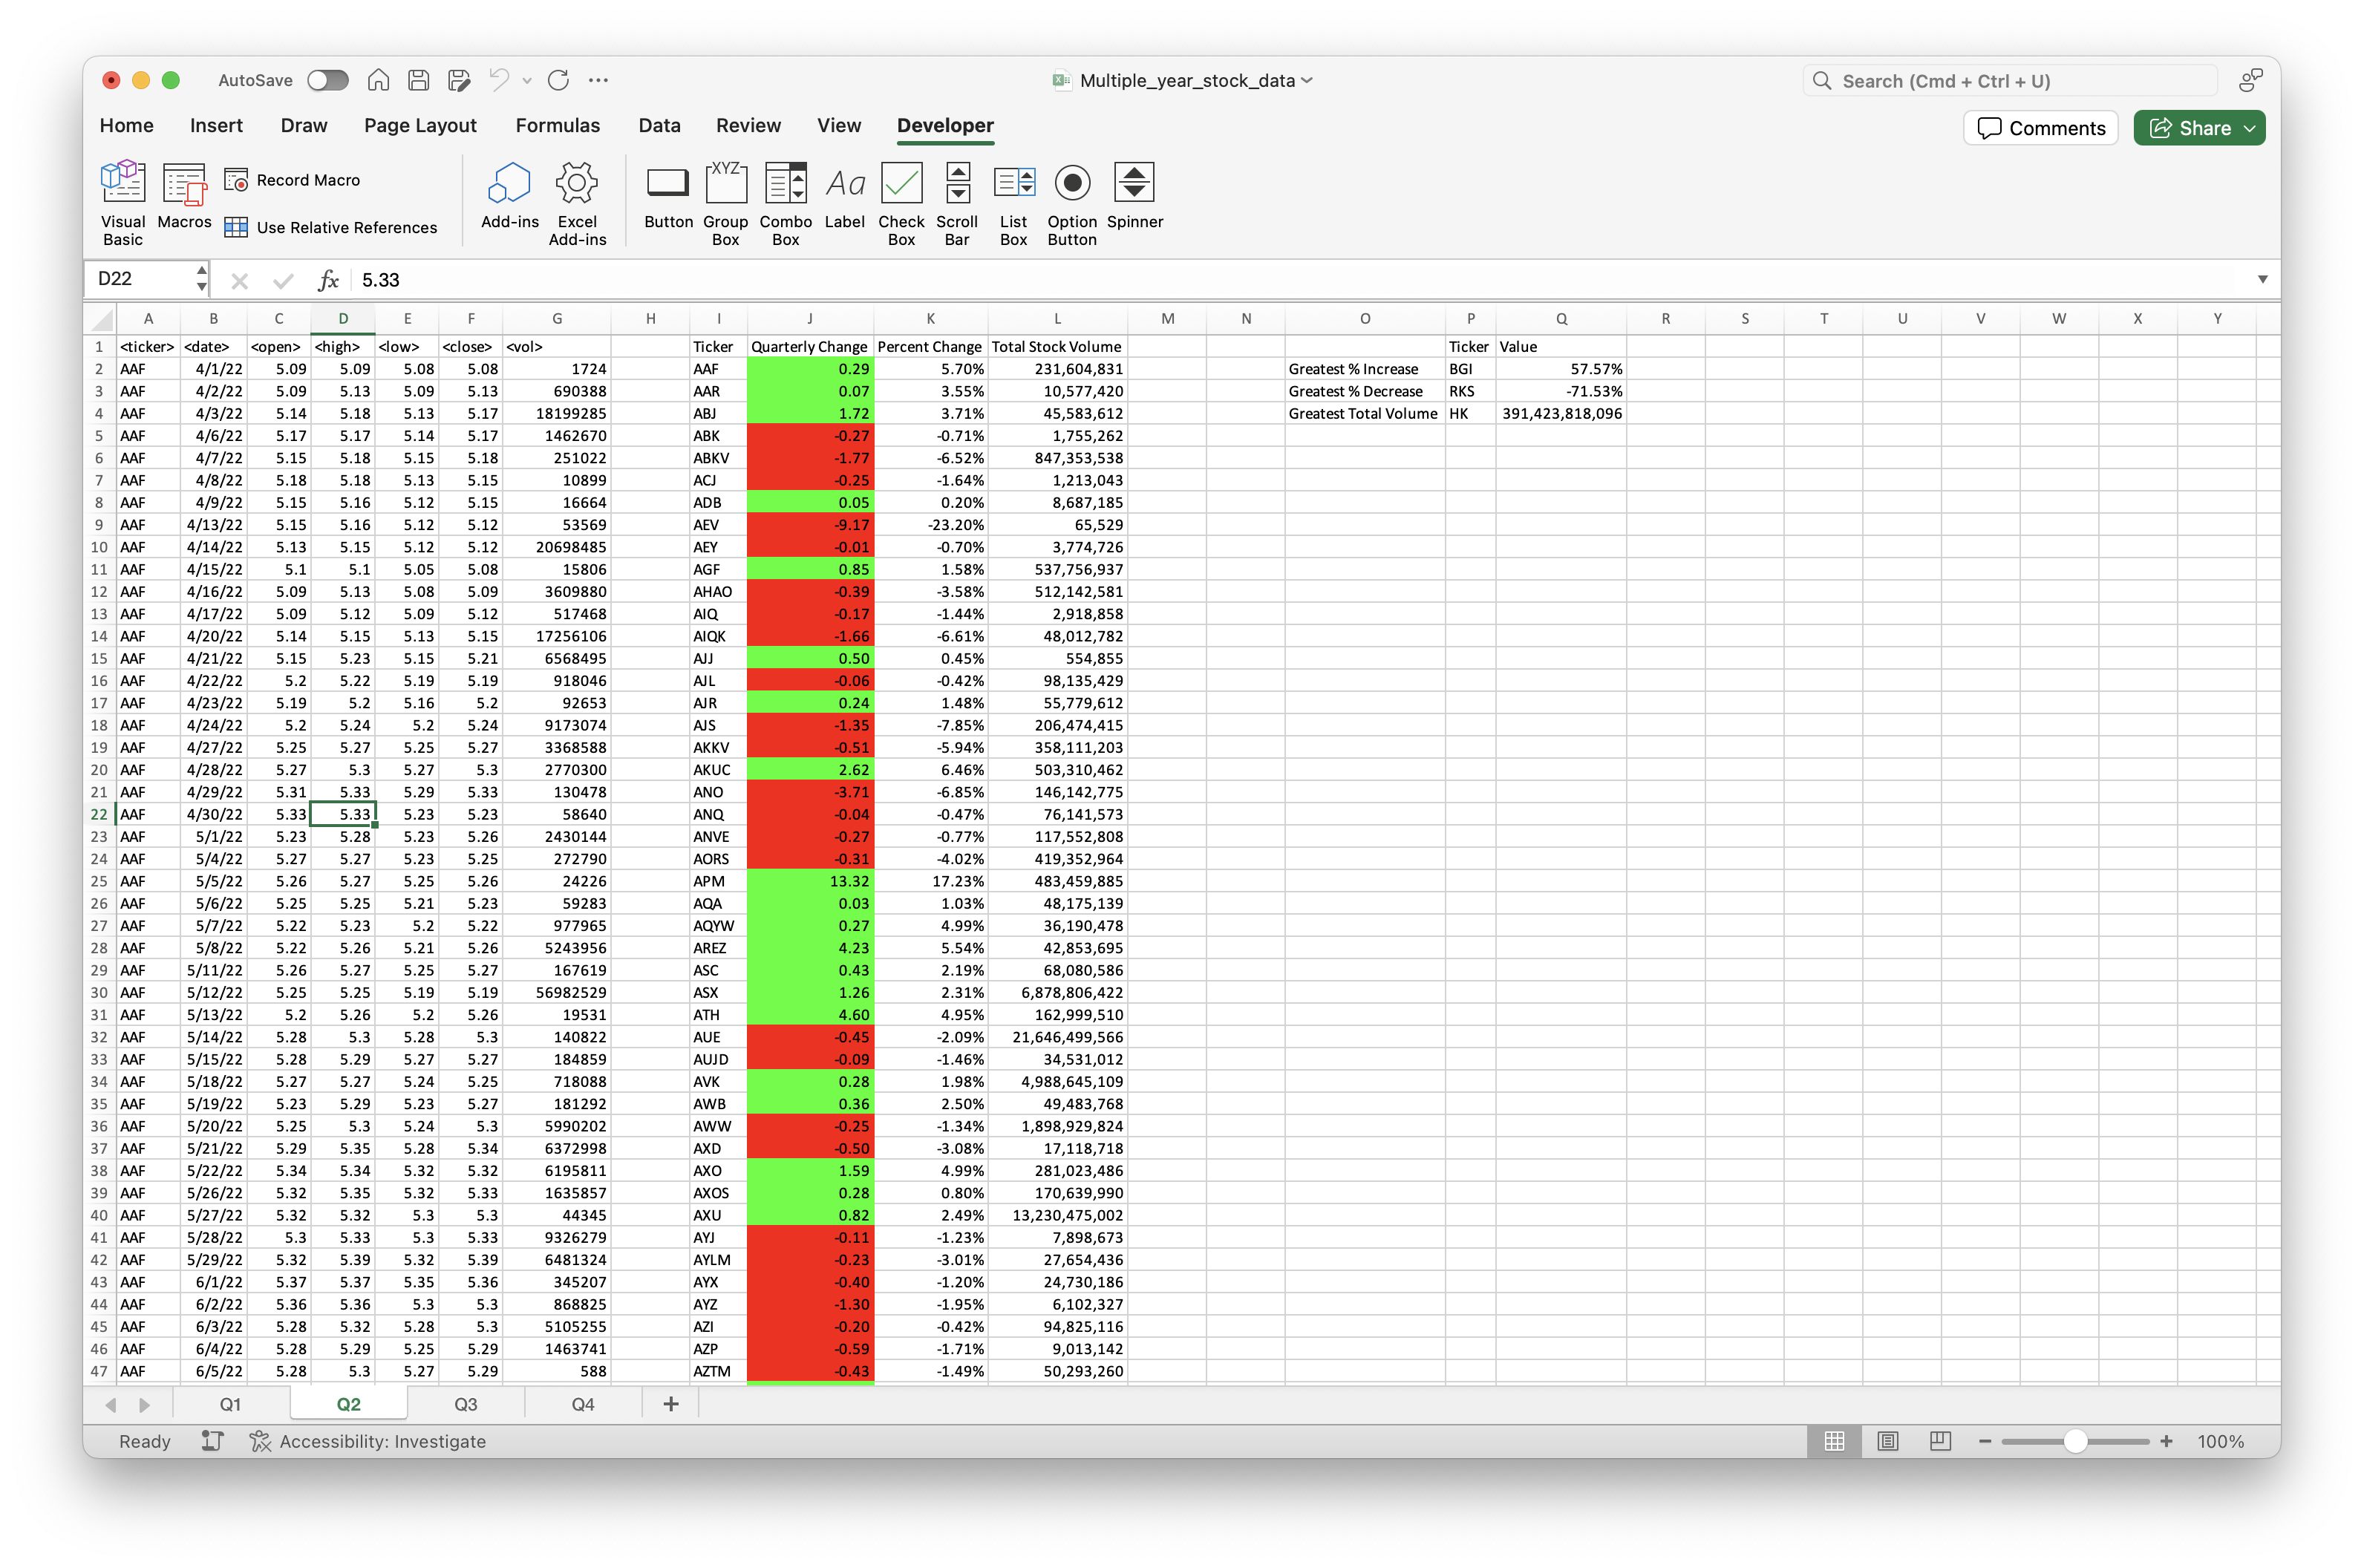 AutoSave Multiple_year_stock_data Search (Cmd + Ctrl + U)
Home Insert Draw Page Layout Formulas Data Review View Developer Comments Share
Visual Basic Macros Record Macro Use Relative References Add-ins Excel Add-ins Button XYZ Group Box Combo Box Aa Label Check Box Scroll Bar List Box Option Button Spinner
D22 fx 5.33
A B C D E F G H I J K L M N O P Q R S T U V W X Y
1 <ticker> <date> <open> <high> <low> <close> <vol> Ticker Quarterly Change Percent Change Total Stock Volume Ticker Value
2 AAF 4/1/22 5.09 5.09 5.08 5.08 1724 AAF 0.29 5.70% 231,604,831 Greatest % Increase BGI 57.57%
3 AAF 4/2/22 5.09 5.13 5.09 5.13 690388 AAR 0.07 3.55% 10,577,420 Greatest % Decrease RKS -71.53%
4 AAF 4/3/22 5.14 5.18 5.13 5.17 18199285 ABJ 1.72 3.71% 45,583,612 Greatest Total Volume HK 391,423,818,096
5 AAF 4/6/22 5.17 5.17 5.14 5.17 1462670 ABK -0.27 -0.71% 1,755,262
6 AAF 4/7/22 5.15 5.18 5.15 5.18 251022 ABKV -1.77 -6.52% 847,353,538
7 AAF 4/8/22 5.18 5.18 5.13 5.15 10899 ACJ -0.25 -1.64% 1,213,043
8 AAF 4/9/22 5.15 5.16 5.12 5.15 16664 ADB 0.05 0.20% 8,687,185
9 AAF 4/13/22 5.15 5.16 5.12 5.12 53569 AEV -9.17 -23.20% 65,529
10 AAF 4/14/22 5.13 5.15 5.12 5.12 20698485 AEY -0.01 -0.70% 3,774,726
11 AAF 4/15/22 5.1 5.1 5.05 5.08 15806 AGF 0.85 1.58% 537,756,937
12 AAF 4/16/22 5.09 5.13 5.08 5.09 3609880 AHAO -0.39 -3.58% 512,142,581
13 AAF 4/17/22 5.09 5.12 5.09 5.12 517468 AIQ -0.17 -1.44% 2,918,858
14 AAF 4/20/22 5.14 5.15 5.13 5.15 17256106 AIQK -1.66 -6.61% 48,012,782
15 AAF 4/21/22 5.15 5.23 5.15 5.21 6568495 AJJ 0.50 0.45% 554,855
16 AAF 4/22/22 5.2 5.22 5.19 5.19 918046 AJL -0.06 -0.42% 98,135,429
17 AAF 4/23/22 5.19 5.2 5.16 5.2 92653 AJR 0.24 1.48% 55,779,612
18 AAF 4/24/22 5.2 5.24 5.2 5.24 9173074 AJS -1.35 -7.85% 206,474,415
19 AAF 4/27/22 5.25 5.27 5.25 5.27 3368588 AKKV -0.51 -5.94% 358,111,203
20 AAF 4/28/22 5.27 5.3 5.27 5.3 2770300 AKUC 2.62 6.46% 503,310,462
21 AAF 4/29/22 5.31 5.33 5.29 5.33 130478 ANO -3.71 -6.85% 146,142,775
22 AAF 4/30/22 5.33 5.33 5.23 5.23 58640 ANQ -0.04 -0.47% 76,141,573
23 AAF 5/1/22 5.23 5.28 5.23 5.26 2430144 ANVE -0.27 -0.77% 117,552,808
24 AAF 5/4/22 5.27 5.27 5.23 5.25 272790 AORS -0.31 -4.02% 419,352,964
25 AAF 5/5/22 5.26 5.27 5.25 5.26 24226 APM 13.32 17.23% 483,459,885
26 AAF 5/6/22 5.25 5.25 5.21 5.23 59283 AQA 0.03 1.03% 48,175,139
27 AAF 5/7/22 5.22 5.23 5.2 5.22 977965 AQYW 0.27 4.99% 36,190,478
28 AAF 5/8/22 5.22 5.26 5.21 5.26 5243956 AREZ 4.23 5.54% 42,853,695
29 AAF 5/11/22 5.26 5.27 5.25 5.27 167619 ASC 0.43 2.19% 68,080,586
30 AAF 5/12/22 5.25 5.25 5.19 5.19 56982529 ASX 1.26 2.31% 6,878,806,422
31 AAF 5/13/22 5.2 5.26 5.2 5.26 19531 ATH 4.60 4.95% 162,999,510
32 AAF 5/14/22 5.28 5.3 5.28 5.3 140822 AUE -0.45 -2.09% 21,646,499,566
33 AAF 5/15/22 5.28 5.29 5.27 5.27 184859 AUJD -0.09 -1.46% 34,531,012
34 AAF 5/18/22 5.27 5.27 5.24 5.25 718088 AVK 0.28 1.98% 4,988,645,109
35 AAF 5/19/22 5.23 5.29 5.23 5.27 181292 AWB 0.36 2.50% 49,483,768
36 AAF 5/20/22 5.25 5.3 5.24 5.3 5990202 AWW -0.25 -1.34% 1,898,929,824
37 AAF 5/21/22 5.29 5.35 5.28 5.34 6372998 AXD -0.50 -3.08% 17,118,718
38 AAF 5/22/22 5.34 5.34 5.32 5.32 6195811 AXO 1.59 4.99% 281,023,486
39 AAF 5/26/22 5.32 5.35 5.32 5.33 1635857 AXOS 0.28 0.80% 170,639,990
40 AAF 5/27/22 5.32 5.32 5.3 5.3 44345 AXU 0.82 2.49% 13,230,475,002
41 AAF 5/28/22 5.3 5.33 5.3 5.33 9326279 AYJ -0.11 -1.23% 7,898,673
42 AAF 5/29/22 5.32 5.39 5.32 5.39 6481324 AYLM -0.23 -3.01% 27,654,436
43 AAF 6/1/22 5.37 5.37 5.35 5.36 345207 AYX -0.40 -1.20% 24,730,186
44 AAF 6/2/22 5.36 5.36 5.3 5.3 868825 AYZ -1.30 -1.95% 6,102,327
45 AAF 6/3/22 5.28 5.32 5.28 5.3 5105255 AZI -0.20 -0.42% 94,825,116
46 AAF 6/4/22 5.28 5.29 5.25 5.29 1463741 AZP -0.59 -1.71% 9,013,142
47 AAF 6/5/22 5.28 5.3 5.27 5.29 588 AZTM -0.43 -1.49% 50,293,260
Q1 Q2 Q3 Q4 +
Ready Accessibility: Investigate 100%